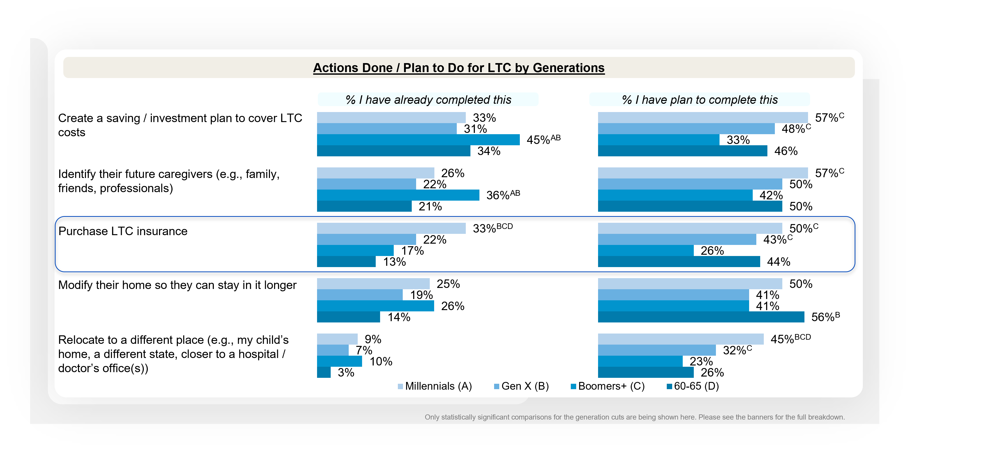 Actions Done / Plan to Do for LTC by Generations
% I have already completed this
% I have plan to complete this
Create a saving / investment plan to cover LTC
costs
33%
31%
45%AB
34%
57%C
48%C
33%
46%
Identify their future caregivers (e.g., family,
friends, professionals)
26%
22%
36%AB
21%
57%C
50%
42%
50%
Purchase LTC insurance
33%BCD
22%
17%
13%
50%C
43%C
26%
44%
Modify their home so they can stay in it longer
25%
19%
26%
14%
50%
41%
41%
56%B
Relocate to a different place (e.g., my child’s
home, a different state, closer to a hospital /
doctor’s office(s))
9%
7%
10%
3%
45%BCD
32%C
23%
26%
Millennials (A)
Gen X (B)
Boomers+ (C)
60-65 (D)
Only statistically significant comparisons for the generation cuts are being shown here. Please see the banners for the full breakdown.